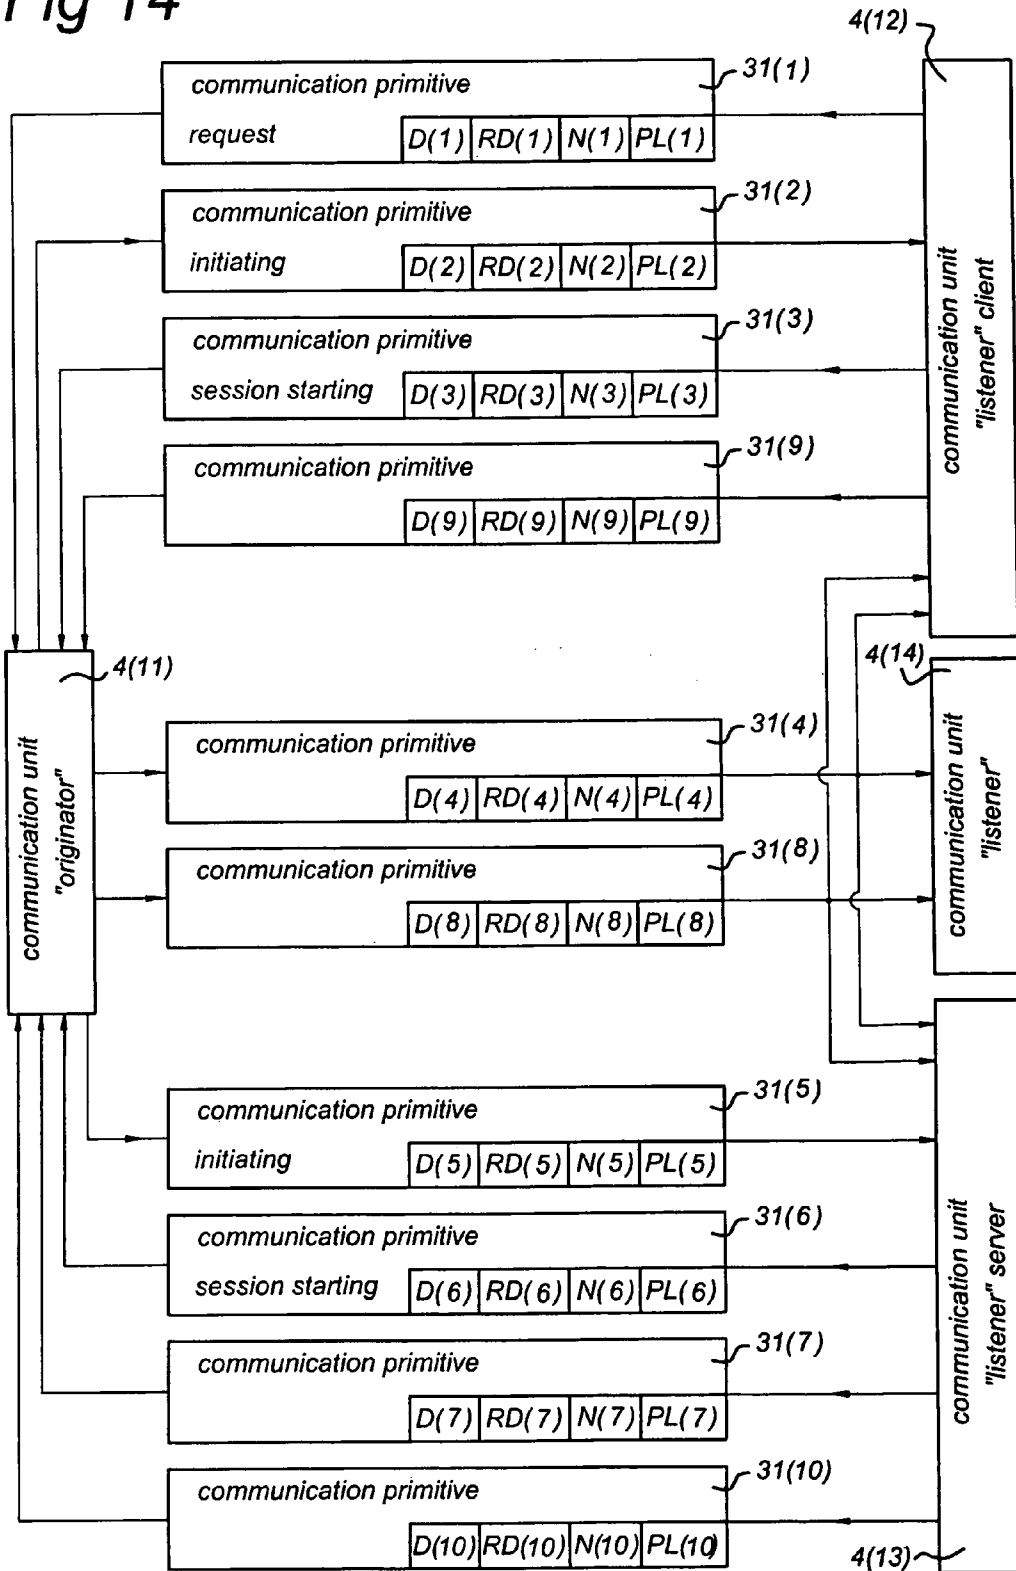 Fig 14
4(12)
communication primitive
31(1)
request
D(1) RD(1) N(1) PL(1)
communication primitive
31(2)
initiating
D(2) RD(2) N(2) PL(2)
communication primitive
31(3)
session starting
D(3) RD(3) N(3) PL(3)
communication primitive
31(9)
D(9) RD(9) N(9) PL(9)
communication unit
"listener" client
4(11)
communication unit
"originator"
4(14)
communication unit
"listener"
communication primitive
31(4)
D(4) RD(4) N(4) PL(4)
communication primitive
31(8)
D(8) RD(8) N(8) PL(8)
communication primitive
31(5)
initiating
D(5) RD(5) N(5) PL(5)
communication primitive
31(6)
session starting
D(6) RD(6) N(6) PL(6)
communication primitive
31(7)
D(7) RD(7) N(7) PL(7)
communication primitive
31(10)
D(10) RD(10) N(10) PL(10)
communication unit
"listener" server
4(13)